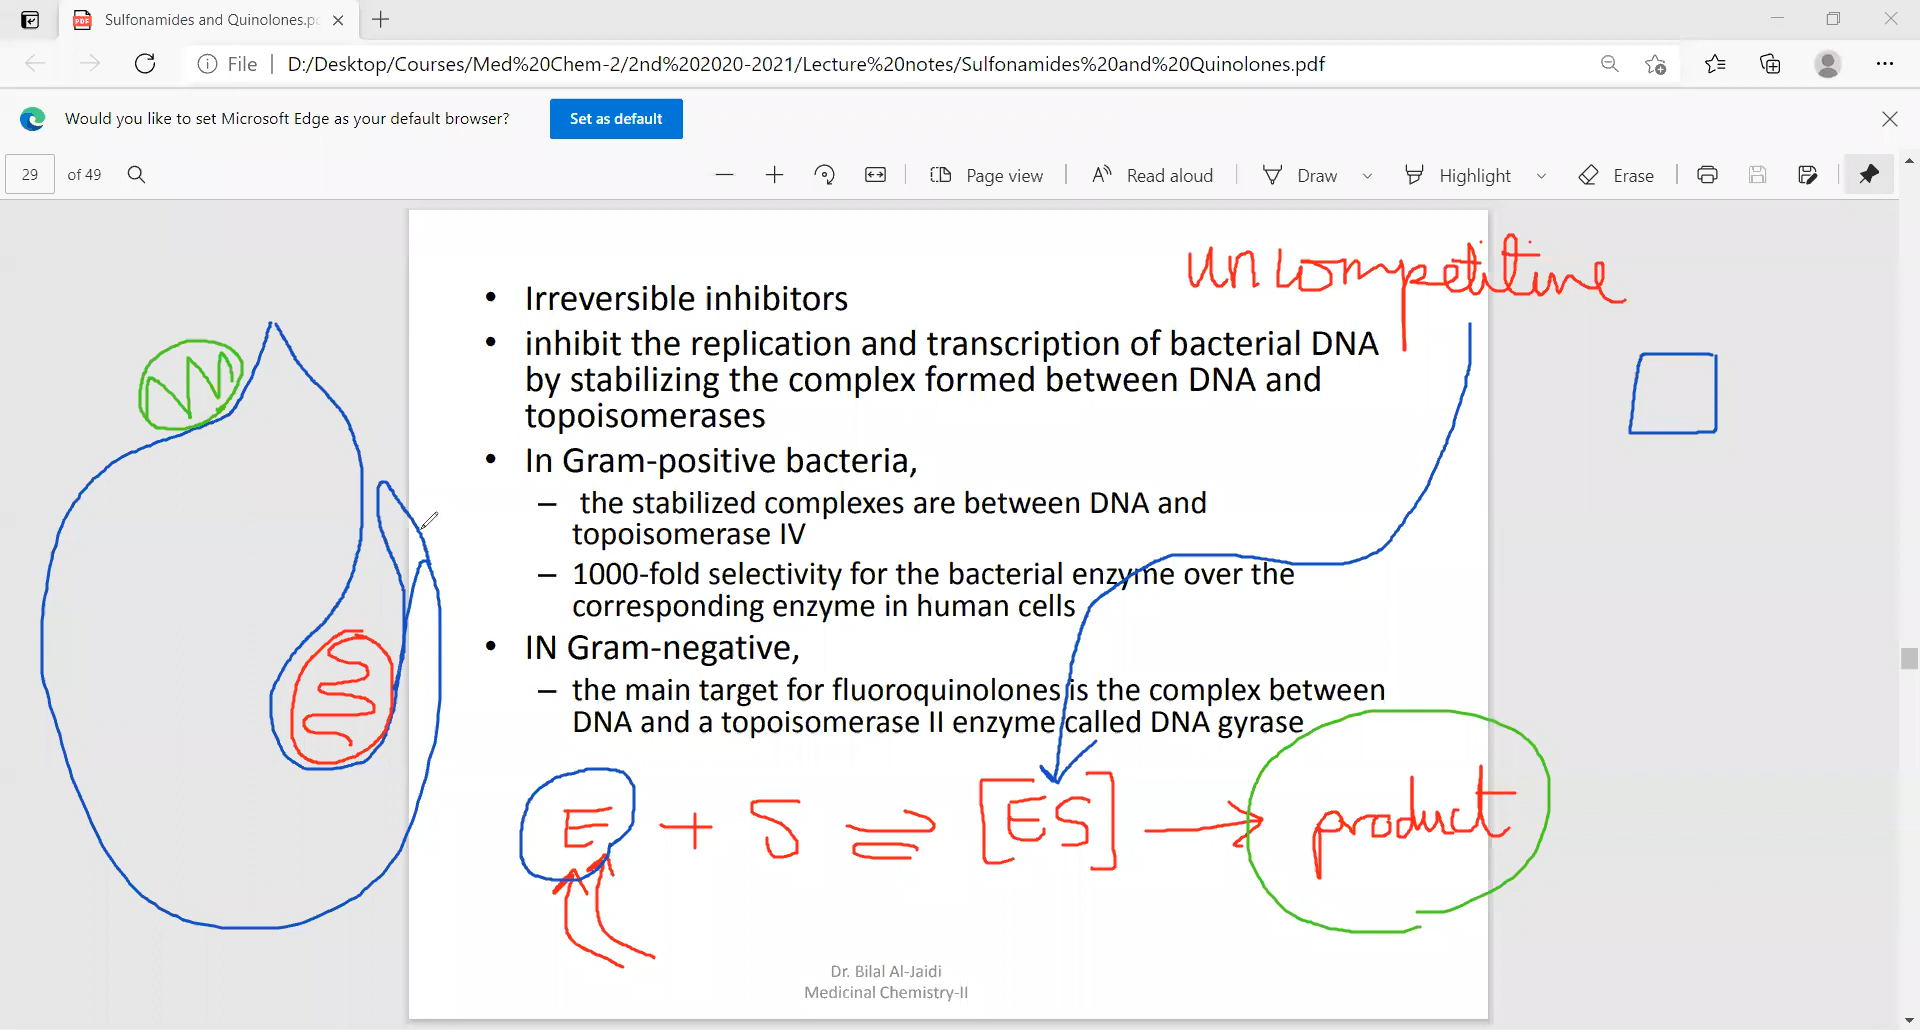 Sulfonamides and Quinolones.p
File
D:/Desktop/Courses/Med%20Chem-2/2nd%202020-2021/Lecture%20notes/Sulfonamides%20and%20Quinolones.pdf
Would you like to set Microsoft Edge as your default browser?
Set as default
29 of 49
Page view
Read aloud
Draw
Highlight
Erase
uncompetitive
• Irreversible inhibitors
• inhibit the replication and transcription of bacterial DNA
by stabilizing the complex formed between DNA and
topoisomerases
• In Gram-positive bacteria,
– the stabilized complexes are between DNA and
topoisomerase IV
– 1000-fold selectivity for the bacterial enzyme over the
corresponding enzyme in human cells
• IN Gram-negative,
– the main target for fluoroquinolones is the complex between
DNA and a topoisomerase II enzyme called DNA gyrase
E + S ⇌ [ES] → product
Dr. Bilal Al-Jaidi
Medicinal Chemistry-II